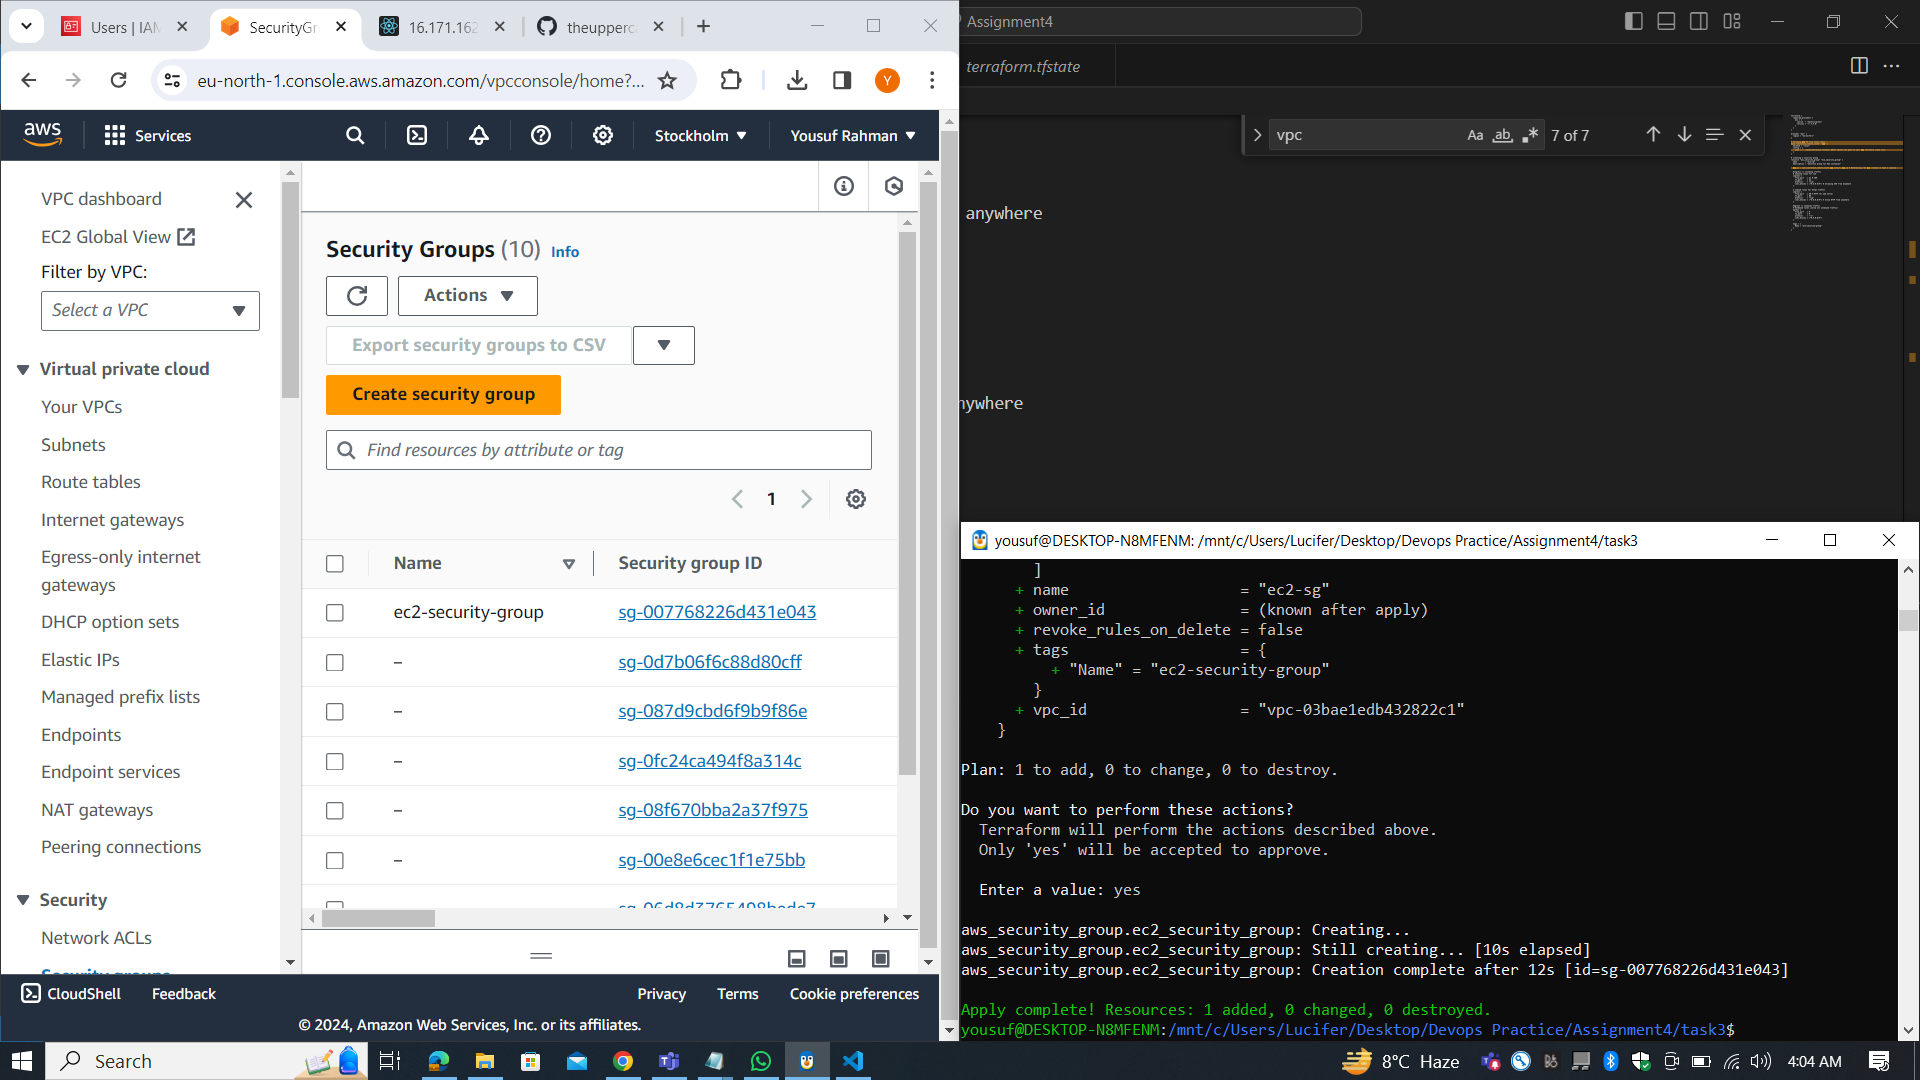 Users | IAM
SecurityGr
16.171.162
theupperca
eu-north-1.console.aws.amazon.com/vpcconsole/home?...
Y
aws
Services
Stockholm
Yousuf Rahman
VPC dashboard
EC2 Global View
Filter by VPC:
Select a VPC
Virtual private cloud
Your VPCs
Subnets
Route tables
Internet gateways
Egress-only internet
gateways
DHCP option sets
Elastic IPs
Managed prefix lists
Endpoints
Endpoint services
NAT gateways
Peering connections
Security
Network ACLs
Security groups
Security Groups (10) Info
Actions
Export security groups to CSV
Create security group
Find resources by attribute or tag
1
Name Security group ID
ec2-security-group sg-007768226d431e043
– sg-0d7b06f6c88d80cff
– sg-087d9cbd6f9b9f86e
– sg-0fc24ca494f8a314c
– sg-08f670bba2a37f975
– sg-00e8e6cec1f1e75bb
CloudShell Feedback Privacy Terms Cookie preferences
© 2024, Amazon Web Services, Inc. or its affiliates.
Assignment4
terraform.tfstate
vpc Aa ab 7 of 7
anywhere
nywhere
yousuf@DESKTOP-N8MFENM: /mnt/c/Users/Lucifer/Desktop/Devops Practice/Assignment4/task3
]
+ name = "ec2-sg"
+ owner_id = (known after apply)
+ revoke_rules_on_delete = false
+ tags = {
+ "Name" = "ec2-security-group"
}
+ vpc_id = "vpc-03bae1edb432822c1"
}
Plan: 1 to add, 0 to change, 0 to destroy.
Do you want to perform these actions?
Terraform will perform the actions described above.
Only 'yes' will be accepted to approve.
Enter a value: yes
aws_security_group.ec2_security_group: Creating...
aws_security_group.ec2_security_group: Still creating... [10s elapsed]
aws_security_group.ec2_security_group: Creation complete after 12s [id=sg-007768226d431e043]
Apply complete! Resources: 1 added, 0 changed, 0 destroyed.
yousuf@DESKTOP-N8MFENM:/mnt/c/Users/Lucifer/Desktop/Devops Practice/Assignment4/task3$
Search
8°C Haze
4:04 AM